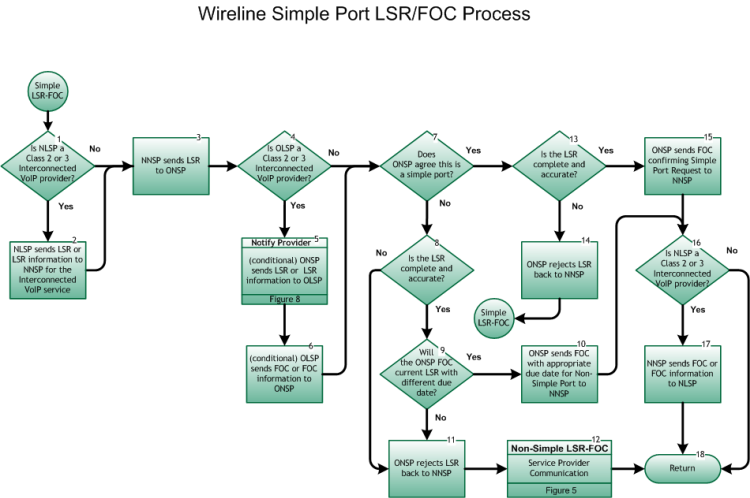 Wireline Simple Port LSR/FOC Process
Simple
LSR-FOC
1
Is NLSP a
Class 2 or 3
Interconnected
VoIP provider?
No
Yes
2
NLSP sends LSR or
LSR information to
NNSP for the
Interconnected
VoIP service
3
NNSP sends LSR
to ONSP
4
Is OLSP a
Class 2 or 3
Interconnected
VoIP provider?
No
Yes
Notify Provider 5
(conditional) ONSP
sends LSR or LSR
information to OLSP
Figure 8
6
(conditional) OLSP
sends FOC or FOC
information to
ONSP
7
Does
ONSP agree this is
a simple port?
Yes
No
8
Is the LSR
complete and
accurate?
No
Yes
9
Will
the ONSP FOC
current LSR with
different due
date?
Yes
No
10
ONSP sends FOC
with appropriate
due date for Non-
Simple Port to
NNSP
11
ONSP rejects LSR
back to NNSP
12
Non-Simple LSR-FOC
Service Provider
Communication
Figure 5
13
Is the LSR
complete and
accurate?
Yes
No
14
ONSP rejects LSR
back to NNSP
Simple
LSR-FOC
15
ONSP sends FOC
confirming Simple
Port Request to
NNSP
16
Is NLSP a
Class 2 or 3
Interconnected
VoIP provider?
No
Yes
17
NNSP sends FOC or
FOC information
to NLSP
18
Return